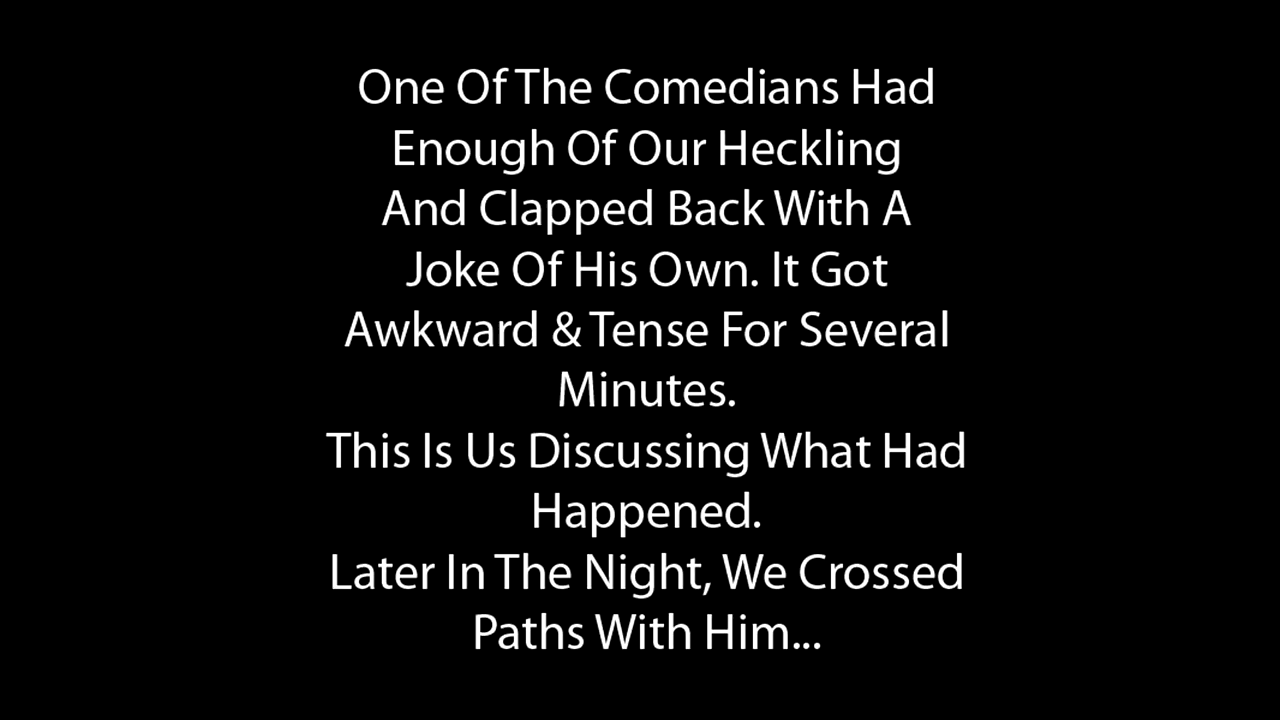 One Of The Comedians Had
Enough Of Our Heckling
And Clapped Back With A
Joke Of His Own. It Got
Awkward & Tense For Several
Minutes.
This Is Us Discussing What Had
Happened.
Later In The Night, We Crossed
Paths With Him...